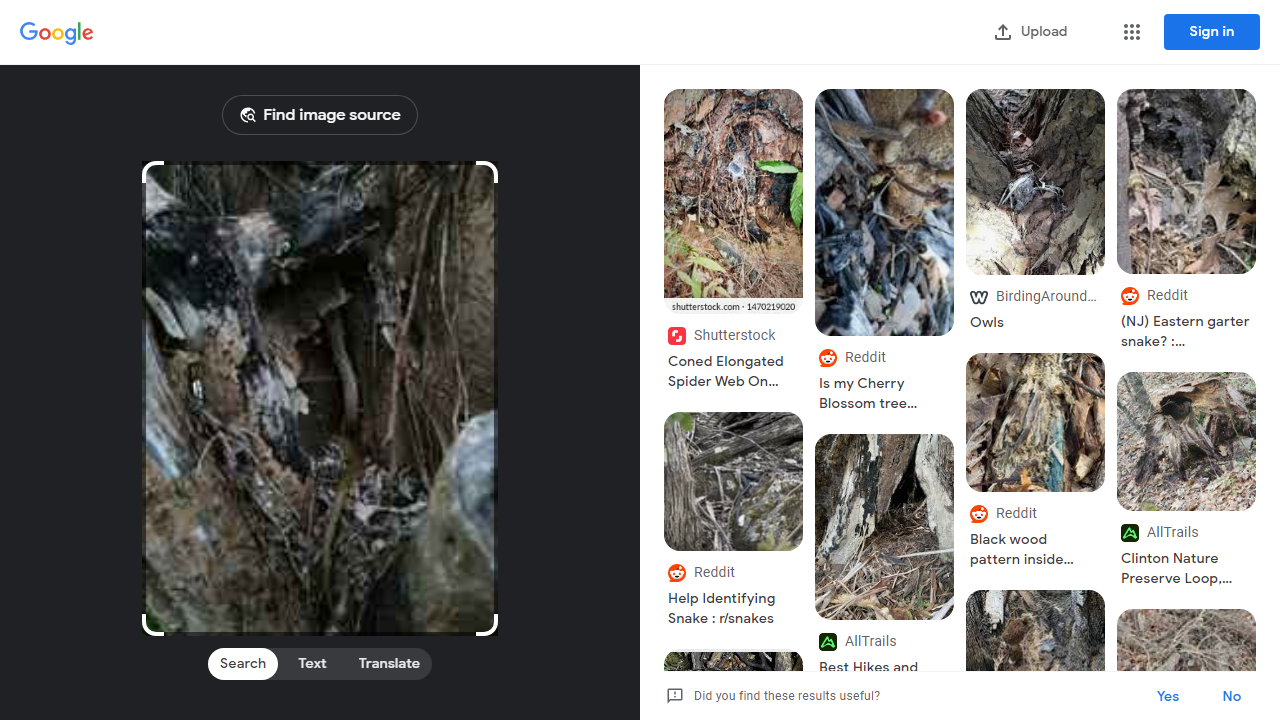 Google
Upload
Sign in
Find image source
Search
Text
Translate
shutterstock.com · 1470219020
Shutterstock
Coned Elongated
Spider Web On...
Reddit
Help Identifying
Snake : r/snakes
Reddit
Is my Cherry
Blossom tree...
AllTrails
Best Hikes and
BirdingAround...
Owls
Reddit
Black wood
pattern inside...
Reddit
(NJ) Eastern garter
snake? :...
AllTrails
Clinton Nature
Preserve Loop,...
Did you find these results useful?
Yes
No